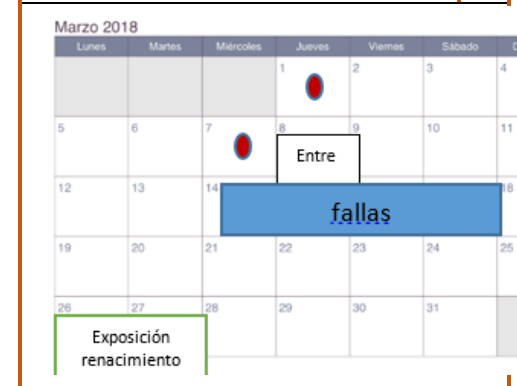 Marzo 2018
Lunes Martes Miércoles Jueves Viernes Sábado
1 2 3 4
5 6 7 8 9 10 11
Entre
12 13 14 18
fallas
19 20 21 22 23 24 25
26 27 28 29 30 31
Exposición
renacimiento